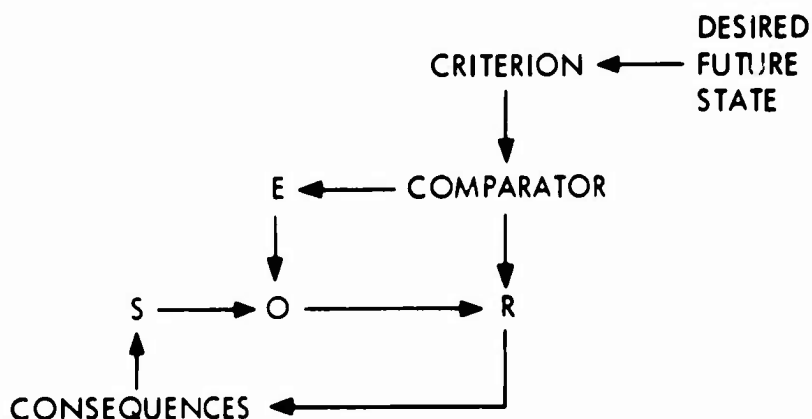 DESIRED
CRITERION FUTURE
STATE
E COMPARATOR
S O R
CONSEQUENCES